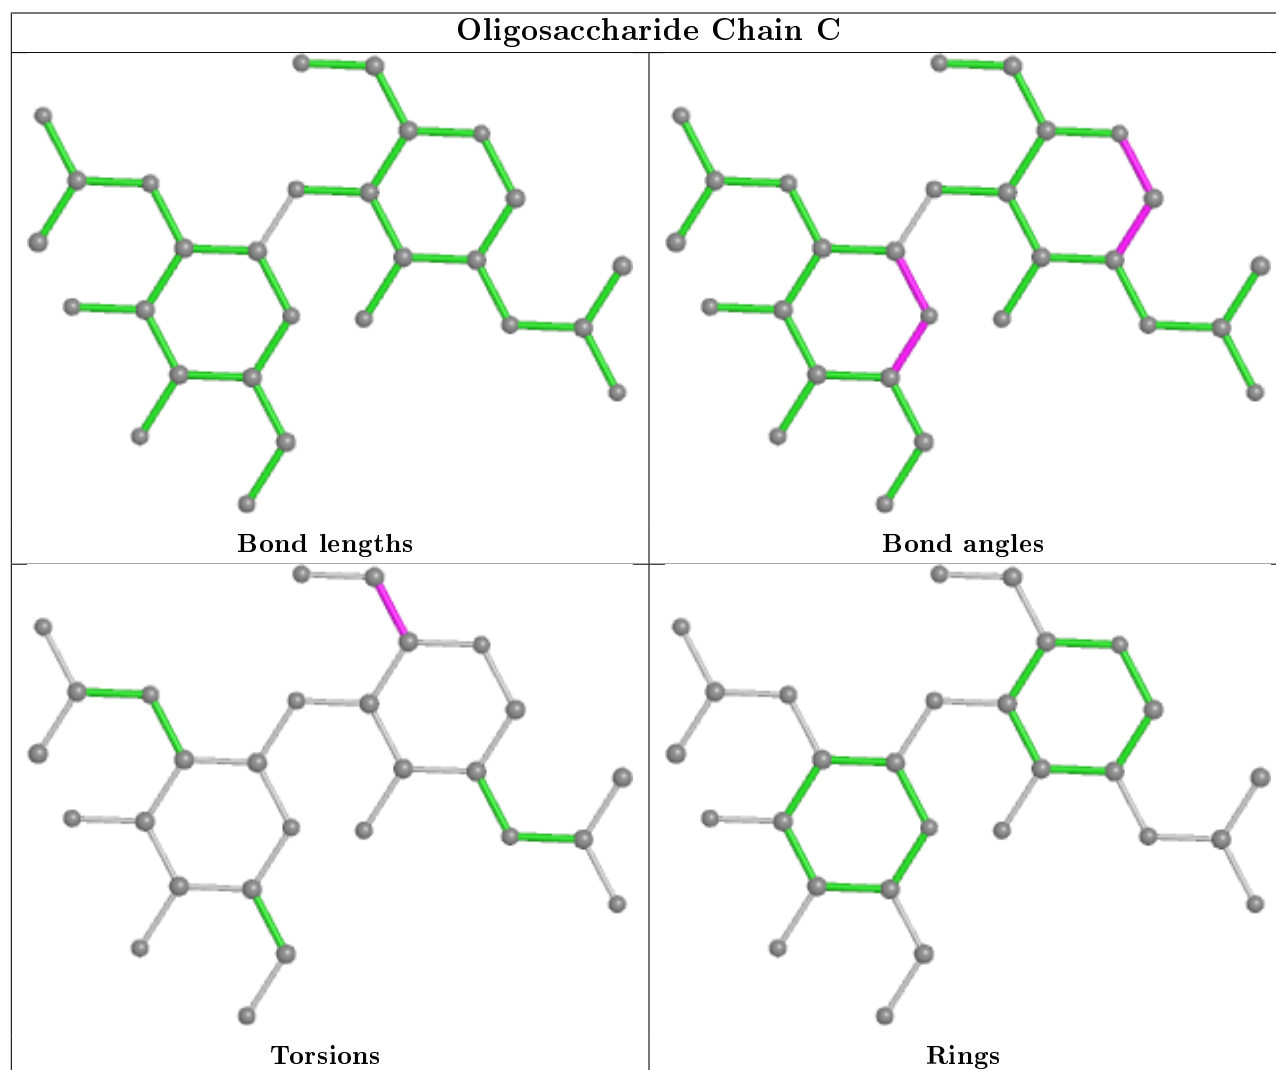 Oligosaccharide Chain C
Bond lengths
Bond angles
Torsions
Rings